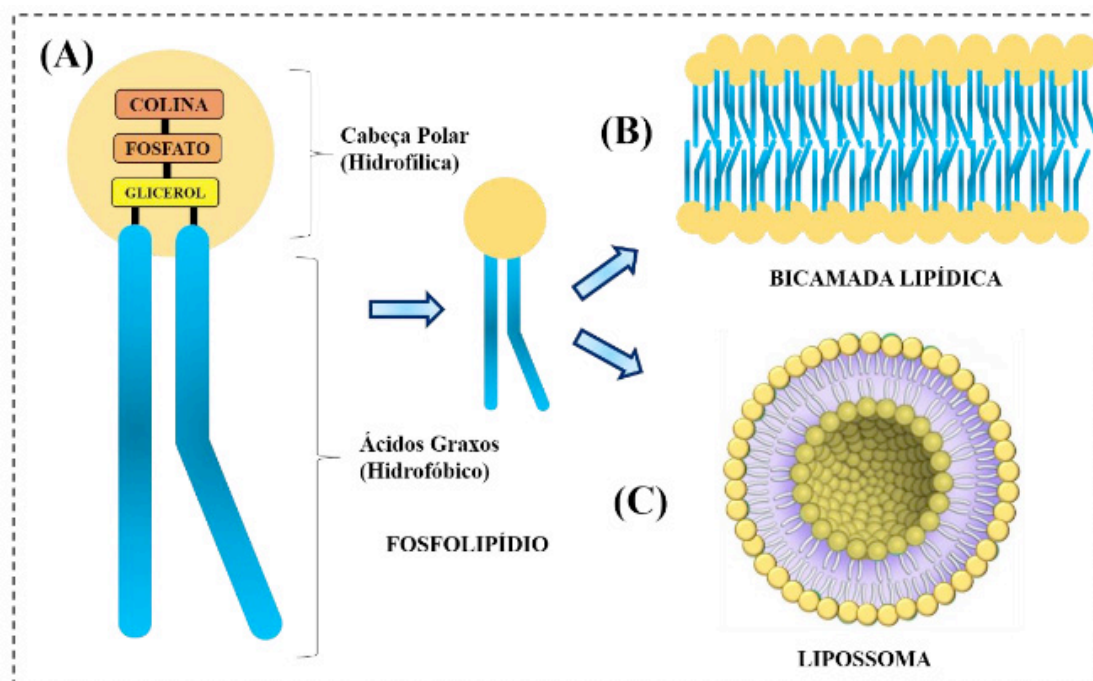 (A)
COLINA
FOSFATO
GLICEROL
Cabeça Polar
(Hidrofílica)
Ácidos Graxos
(Hidrofóbico)
FOSFOLIPÍDIO
(B)
BICAMADA LIPÍDICA
(C)
LIPOSSOMA